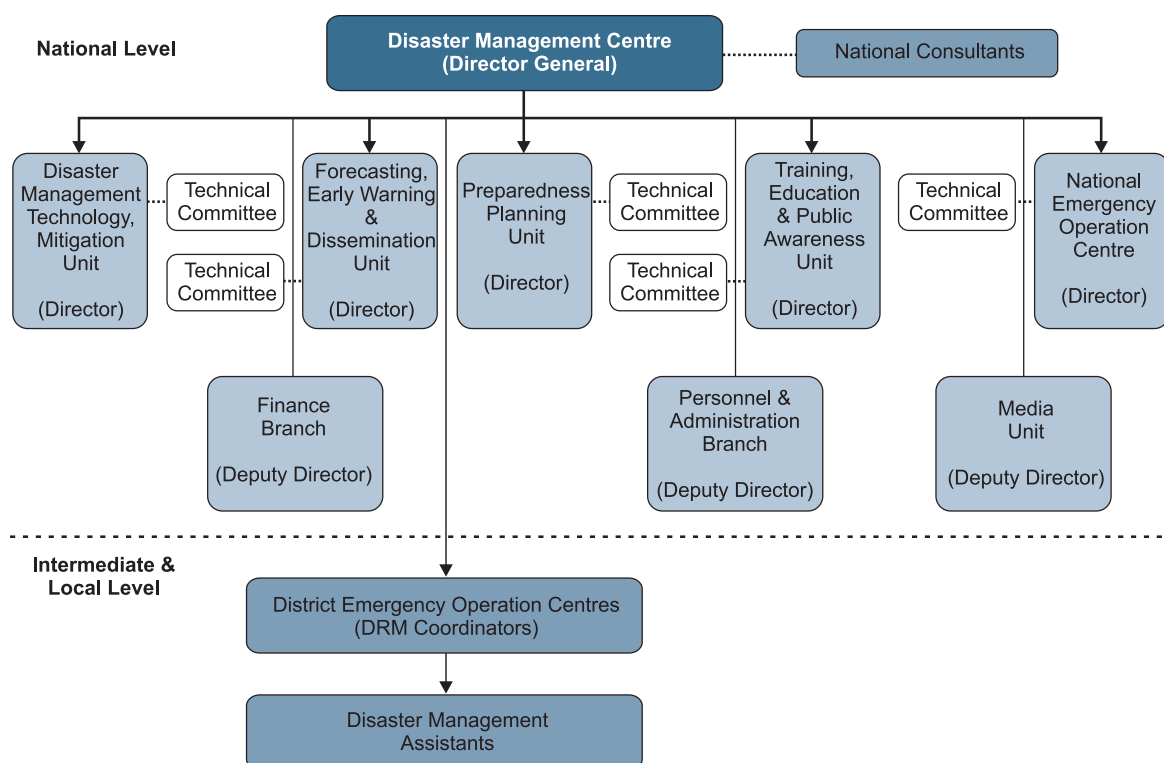 National Level
Disaster Management Centre
(Director General)
National Consultants
Disaster
Management
Technology,
Mitigation
Unit
(Director)
Technical
Committee
Technical
Committee
Forecasting,
Early Warning
&
Dissemination
Unit
(Director)
Preparedness
Planning
Unit
(Director)
Technical
Committee
Technical
Committee
Training,
Education
& Public
Awareness
Unit
(Director)
Technical
Committee
National
Emergency
Operation
Centre
(Director)
Finance
Branch
(Deputy Director)
Personnel &
Administration
Branch
(Deputy Director)
Media
Unit
(Deputy Director)
Intermediate &
Local Level
District Emergency Operation Centres
(DRM Coordinators)
Disaster Management
Assistants